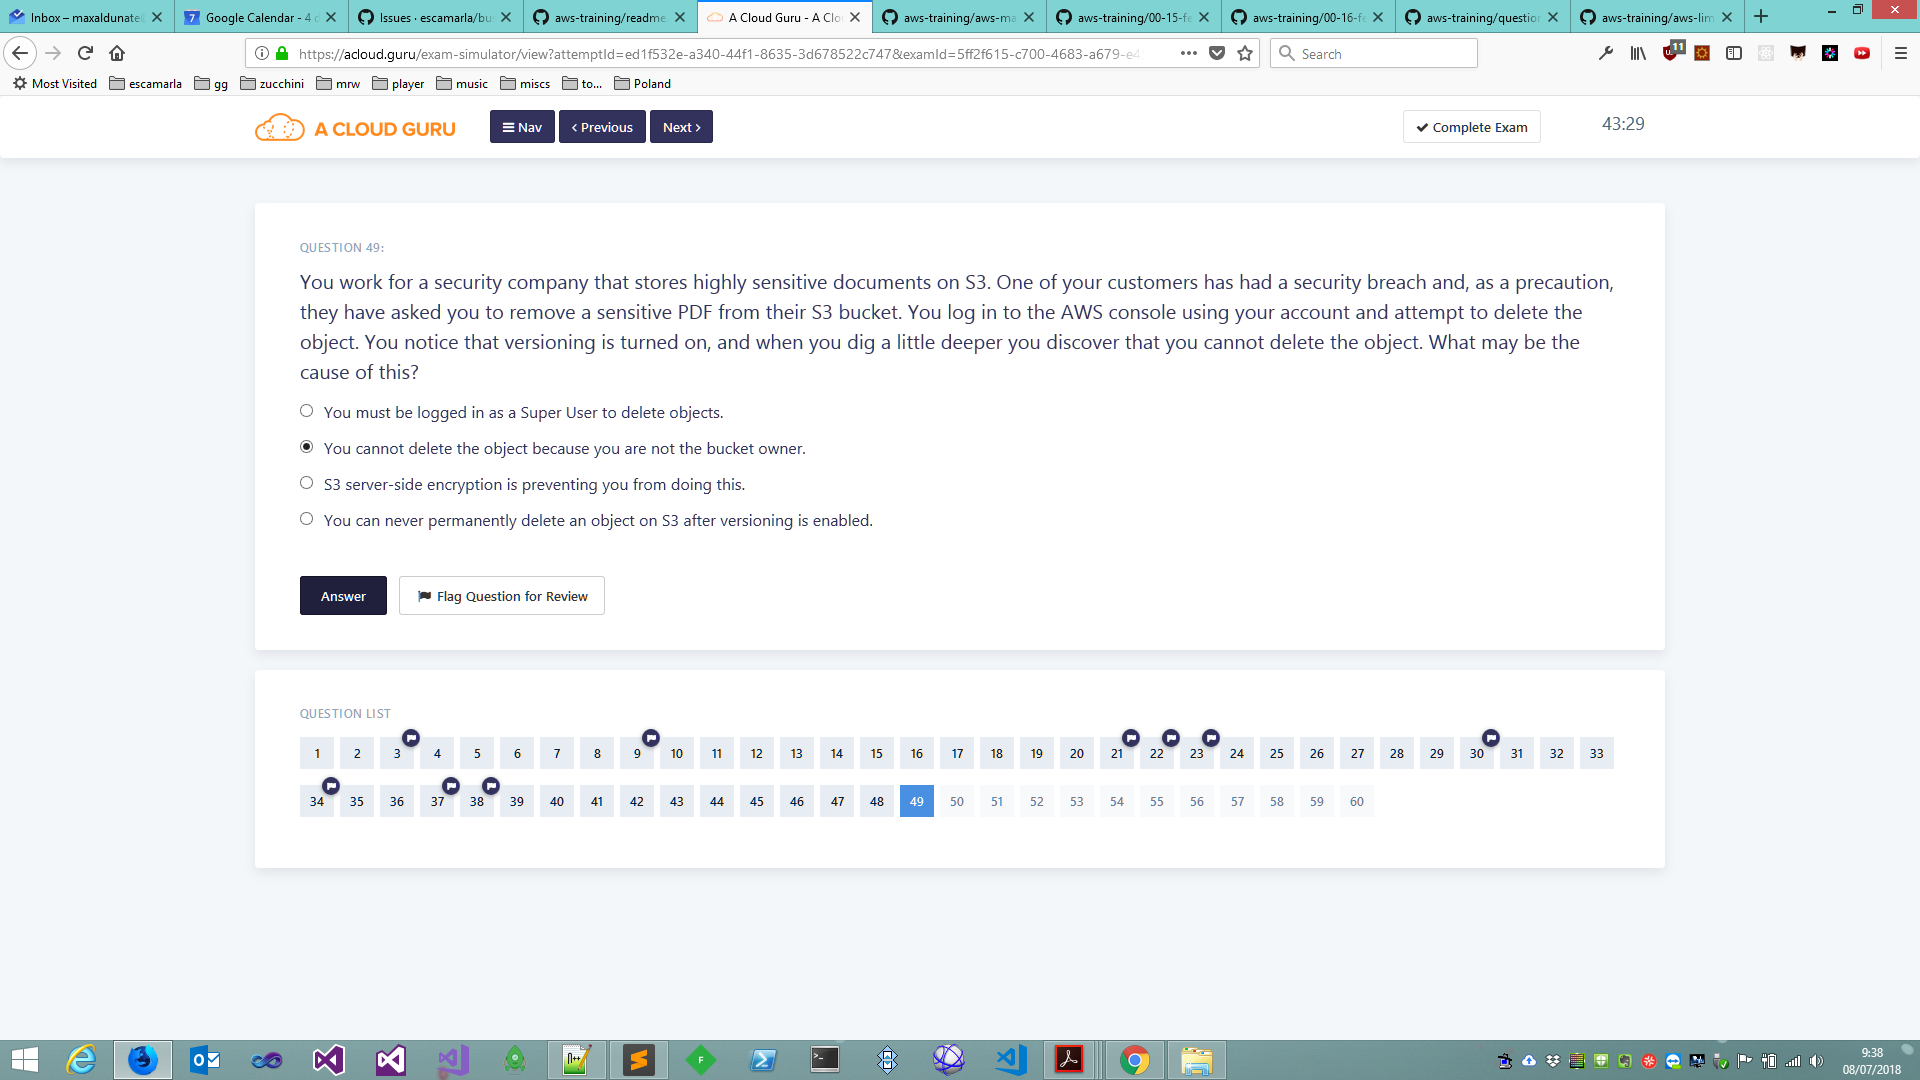 Inbox – maxaldunate
Google Calendar - 4
Issues · escamarla/bu
aws-training/readme.
A Cloud Guru - A Clo
aws-training/aws-ma
aws-training/00-15-fe
aws-training/00-16-fe
aws-training/question
aws-training/aws-lim
https://acloud.guru/exam-simulator/view?attemptId=ed1f532e-a340-44f1-8635-3d678522c747&examId=5ff2f615-c700-4683-a679-e4
Search
11
Most Visited escamarla gg zucchini mrw player music miscs to... Poland
A CLOUD GURU
Nav
Previous
Next
Complete Exam
43:29
QUESTION 49:
You work for a security company that stores highly sensitive documents on S3. One of your customers has had a security breach and, as a precaution,
they have asked you to remove a sensitive PDF from their S3 bucket. You log in to the AWS console using your account and attempt to delete the
object. You notice that versioning is turned on, and when you dig a little deeper you discover that you cannot delete the object. What may be the
cause of this?
You must be logged in as a Super User to delete objects.
You cannot delete the object because you are not the bucket owner.
S3 server-side encryption is preventing you from doing this.
You can never permanently delete an object on S3 after versioning is enabled.
Answer
Flag Question for Review
QUESTION LIST
1 2 3 4 5 6 7 8 9 10 11 12 13 14 15 16 17 18 19 20 21 22 23 24 25 26 27 28 29 30 31 32 33
34 35 36 37 38 39 40 41 42 43 44 45 46 47 48 49 50 51 52 53 54 55 56 57 58 59 60
9:38
08/07/2018